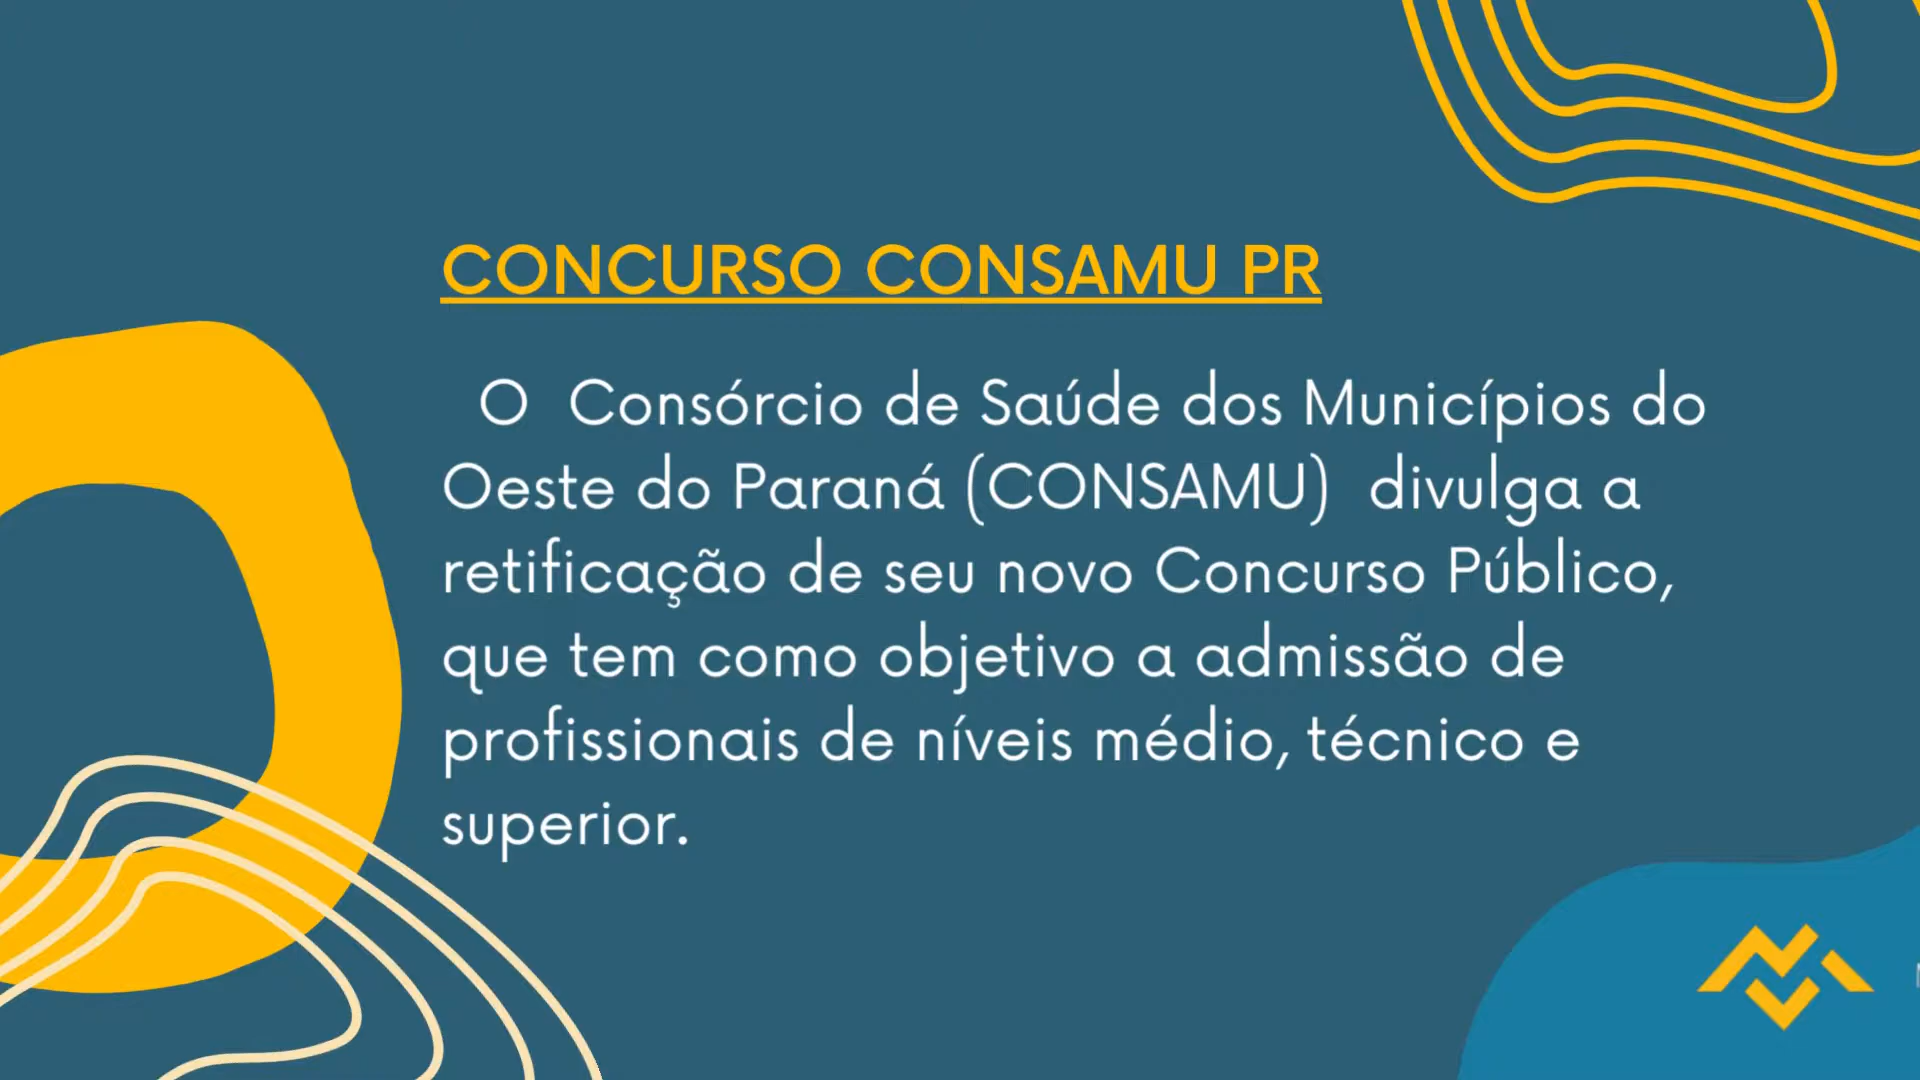 CONCURSO CONSAMU PR
O Consórcio de Saúde dos Municípios do
Oeste do Paraná (CONSAMU) divulga a
retificação de seu novo Concurso Público,
que tem como objetivo a admissão de
profissionais de níveis médio, técnico e
superior.